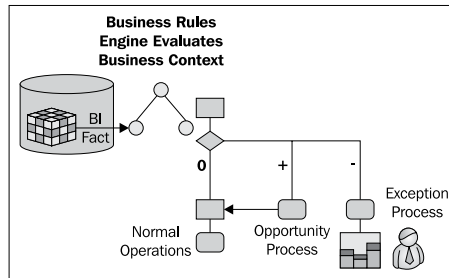 Business Rules
Engine Evaluates
Business Context
BI
Fact
0
+
-
Exception
Process
Normal
Operations
Opportunity
Process